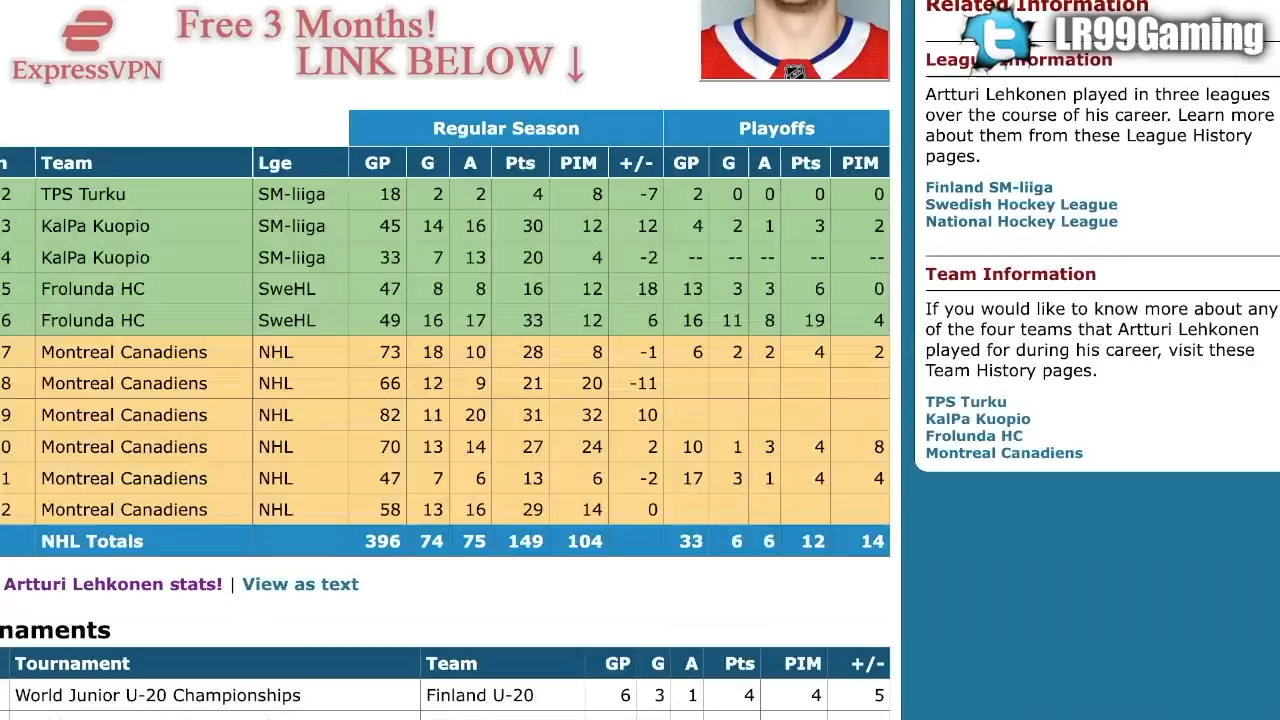 Free 3 Months!
LINK BELOW ↓
ExpressVPN
LR99Gaming
Related Information
League Information
Artturi Lehkonen played in three leagues
over the course of his career. Learn more
about them from these League History
pages.
Finland SM-liiga
Swedish Hockey League
National Hockey League
Team Information
If you would like to know more about any
of the four teams that Artturi Lehkonen
played for during his career, visit these
Team History pages.
TPS Turku
KalPa Kuopio
Frolunda HC
Montreal Canadiens
Regular Season Playoffs
n Team Lge GP G A Pts PIM +/- GP G A Pts PIM
2 TPS Turku SM-liiga 18 2 2 4 8 -7 2 0 0 0 0
3 KalPa Kuopio SM-liiga 45 14 16 30 12 12 4 2 1 3 2
4 KalPa Kuopio SM-liiga 33 7 13 20 4 -2 -- -- -- -- --
5 Frolunda HC SweHL 47 8 8 16 12 18 13 3 3 6 0
6 Frolunda HC SweHL 49 16 17 33 12 6 16 11 8 19 4
7 Montreal Canadiens NHL 73 18 10 28 8 -1 6 2 2 4 2
8 Montreal Canadiens NHL 66 12 9 21 20 -11
9 Montreal Canadiens NHL 82 11 20 31 32 10
0 Montreal Canadiens NHL 70 13 14 27 24 2 10 1 3 4 8
1 Montreal Canadiens NHL 47 7 6 13 6 -2 17 3 1 4 4
2 Montreal Canadiens NHL 58 13 16 29 14 0
NHL Totals 396 74 75 149 104 33 6 6 12 14
Artturi Lehkonen stats! | View as text
naments
Tournament Team GP G A Pts PIM +/-
World Junior U-20 Championships Finland U-20 6 3 1 4 4 5